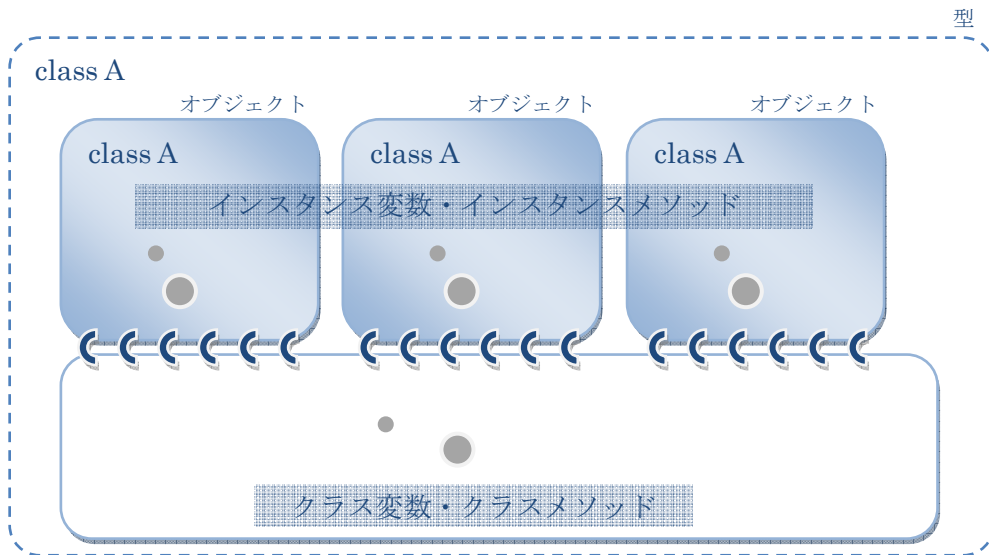 型
class A
オブジェクト
オブジェクト
オブジェクト
class A
class A
class A
インスタンス変数・インスタンスメソッド
クラス変数・クラスメソッド